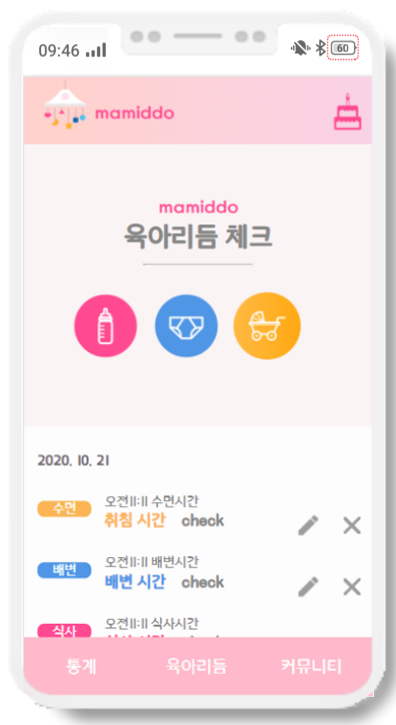 09:46
60
mamiddo
mamiddo
육아리듬 체크
2020. 10. 21
수면
오전11:11 수면시간
취침 시간 check
배변
오전11:11 배변시간
배변 시간 check
식사
오전11:11 식사시간
통계 육아리듬 커뮤니티